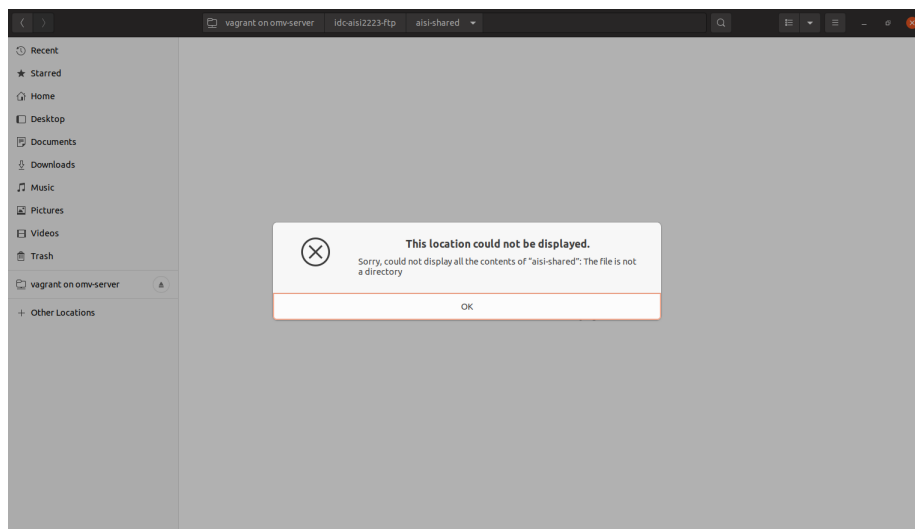 vagrant on omv-server idc-aisi2223-ftp aisi-shared
Recent
Starred
Home
Desktop
Documents
Downloads
Music
Pictures
Videos
Trash
vagrant on omv-server
+ Other Locations
This location could not be displayed.
Sorry, could not display all the contents of “aisi-shared”: The file is not
a directory
OK